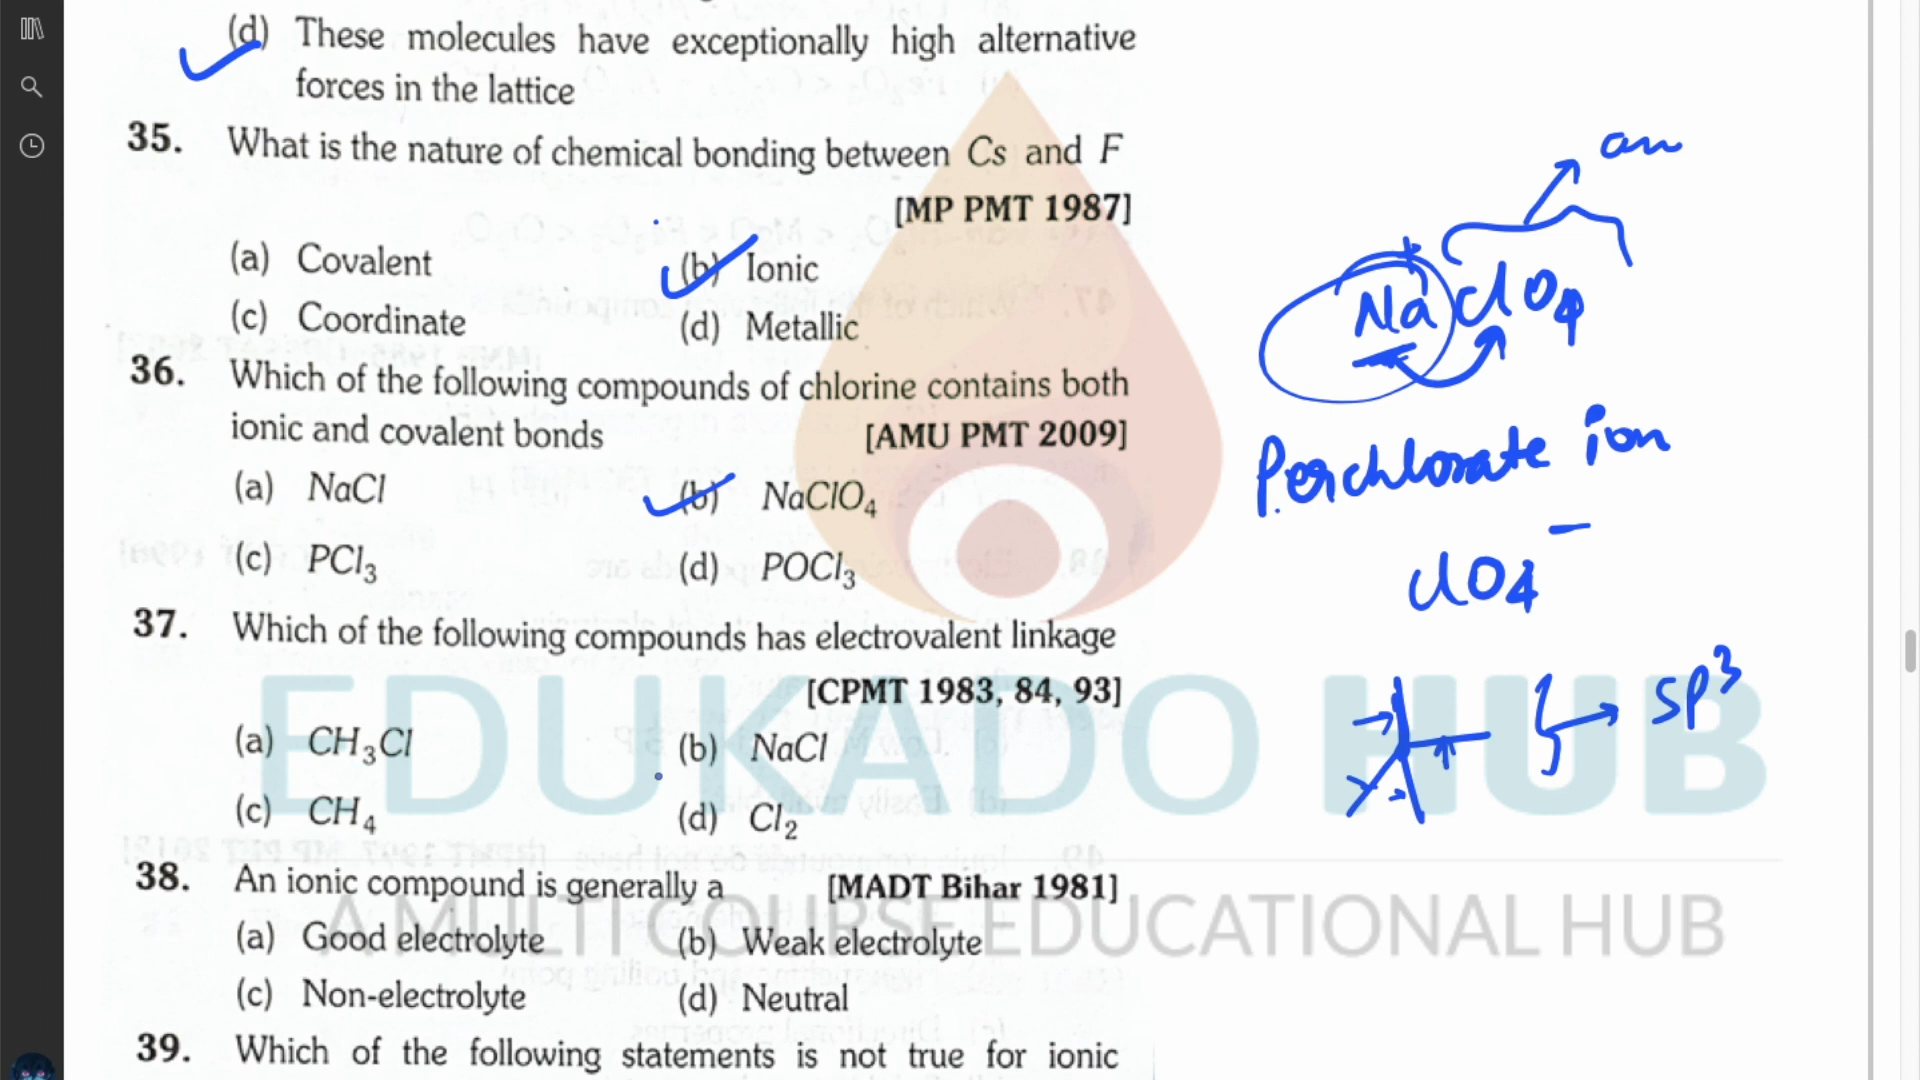 (d) These molecules have exceptionally high alternative
forces in the lattice
35. What is the nature of chemical bonding between Cs and F
[MP PMT 1987]
(a) Covalent (b) Ionic
(c) Coordinate (d) Metallic
36. Which of the following compounds of chlorine contains both
ionic and covalent bonds [AMU PMT 2009]
(a) NaCl (b) NaClO₄
(c) PCl₃ (d) POCl₃
37. Which of the following compounds has electrovalent linkage
[CPMT 1983, 84, 93]
(a) CH₃Cl (b) NaCl
(c) CH₄ (d) Cl₂
38. An ionic compound is generally a [MADT Bihar 1981]
(a) Good electrolyte (b) Weak electrolyte
(c) Non-electrolyte (d) Neutral
39. Which of the following statements is not true for ionic
an
NaClO₄
Perchlorate ion
ClO₄⁻
SP³
EDUKADO HUB
A MULTI COURSE EDUCATIONAL HUB